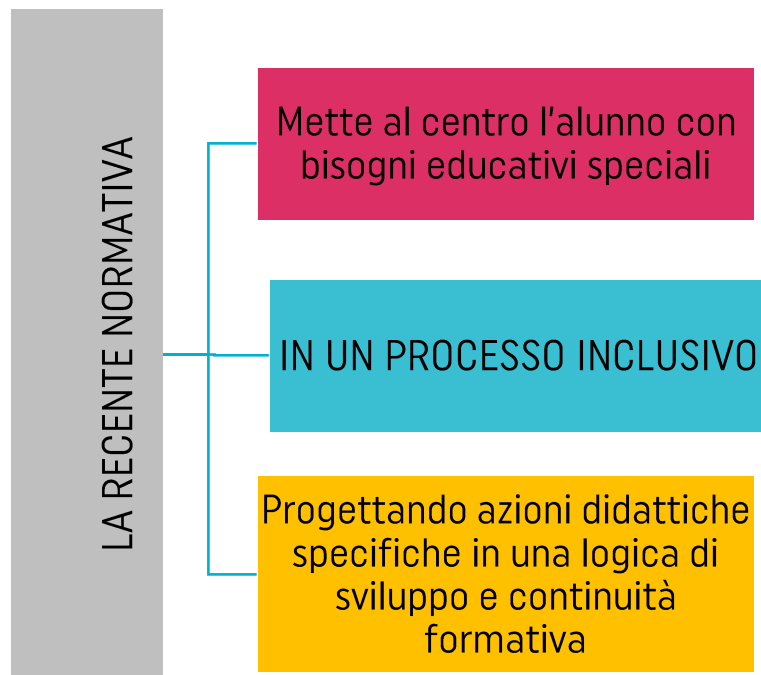 LA RECENTE NORMATIVA
Mette al centro l'alunno con
bisogni educativi speciali
IN UN PROCESSO INCLUSIVO
Progettando azioni didattiche
specifiche in una logica di
sviluppo e continuità
formativa